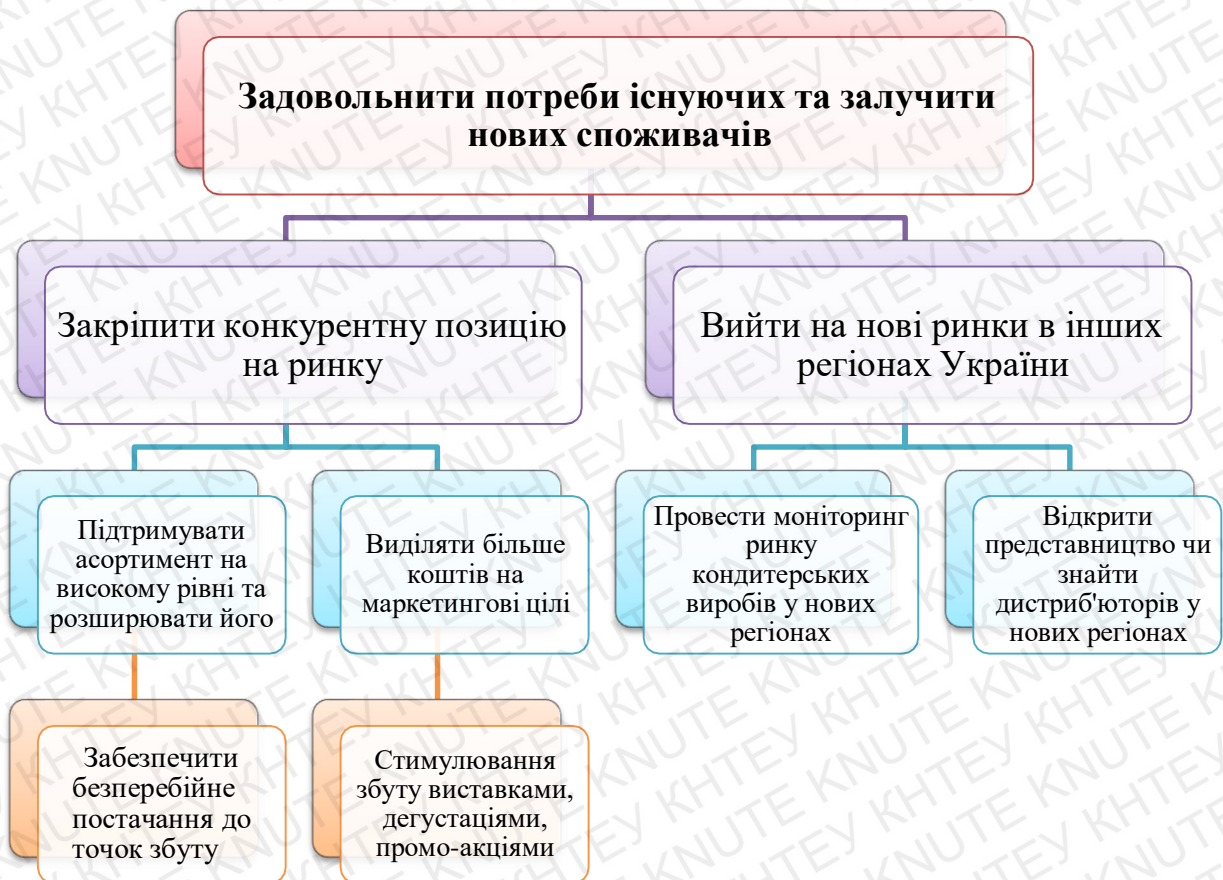 Задовольнити потреби існуючих та залучити
нових споживачів
Закріпити конкурентну позицію
на ринку
Вийти на нові ринки в інших
регіонах України
Підтримувати
асортимент на
високому рівні та
розширювати його
Виділяти більше
коштів на
маркетингові цілі
Провести моніторинг
ринку
кондитерських
виробів у нових
регіонах
Відкрити
представництво чи
знайти
дистриб'юторів у
нових регіонах
Забезпечити
безперебійне
постачання до
точок збуту
Стимулювання
збуту виставками,
дегустаціями,
промо-акціями